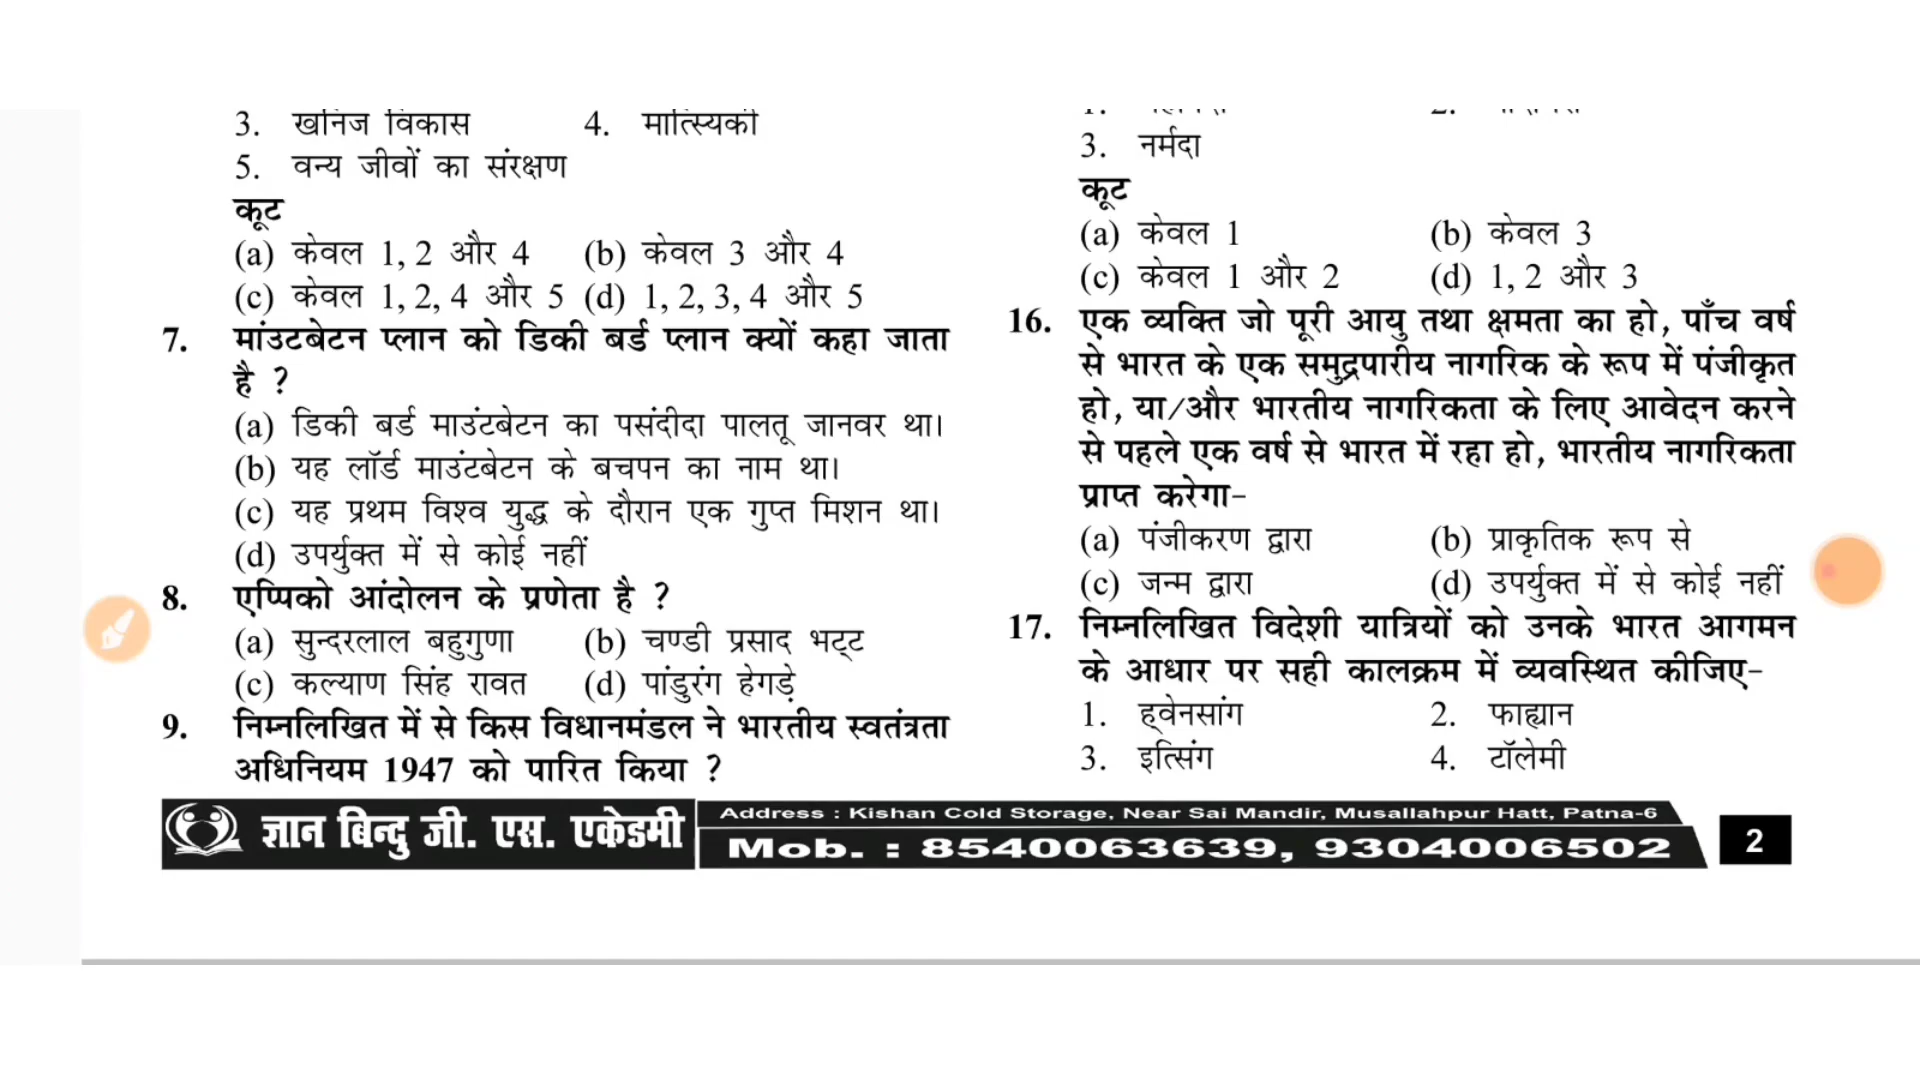 3. खनिज विकास 4. मात्स्यिकी
5. वन्य जीवों का संरक्षण
कूट
(a) केवल 1, 2 और 4 (b) केवल 3 और 4
(c) केवल 1, 2, 4 और 5 (d) 1, 2, 3, 4 और 5
7. मांउटबेटन प्लान को डिकी बर्ड प्लान क्यों कहा जाता
है ?
(a) डिकी बर्ड माउंटबेटन का पसंदीदा पालतू जानवर था।
(b) यह लॉर्ड माउंटबेटन के बचपन का नाम था।
(c) यह प्रथम विश्व युद्ध के दौरान एक गुप्त मिशन था।
(d) उपर्युक्त में से कोई नहीं
8. एप्पिको आंदोलन के प्रणेता है ?
(a) सुन्दरलाल बहुगुणा (b) चण्डी प्रसाद भट्ट
(c) कल्याण सिंह रावत (d) पांडुरंग हेगड़े
9. निम्नलिखित में से किस विधानमंडल ने भारतीय स्वतंत्रता
अधिनियम 1947 को पारित किया ?
3. नर्मदा
कूट
(a) केवल 1 (b) केवल 3
(c) केवल 1 और 2 (d) 1, 2 और 3
16. एक व्यक्ति जो पूरी आयु तथा क्षमता का हो, पाँच वर्ष
से भारत के एक समुद्रपारीय नागरिक के रूप में पंजीकृत
हो, या/और भारतीय नागरिकता के लिए आवेदन करने
से पहले एक वर्ष से भारत में रहा हो, भारतीय नागरिकता
प्राप्त करेगा-
(a) पंजीकरण द्वारा (b) प्राकृतिक रूप से
(c) जन्म द्वारा (d) उपर्युक्त में से कोई नहीं
17. निम्नलिखित विदेशी यात्रियों को उनके भारत आगमन
के आधार पर सही कालक्रम में व्यवस्थित कीजिए-
1. ह्वेनसांग 2. फाह्यान
3. इत्सिंग 4. टॉलेमी
ज्ञान बिन्दु जी. एस. एकेडमी
Address : Kishan Cold Storage, Near Sai Mandir, Musallahpur Hatt, Patna-6
Mob. : 8540063639, 9304006502
2